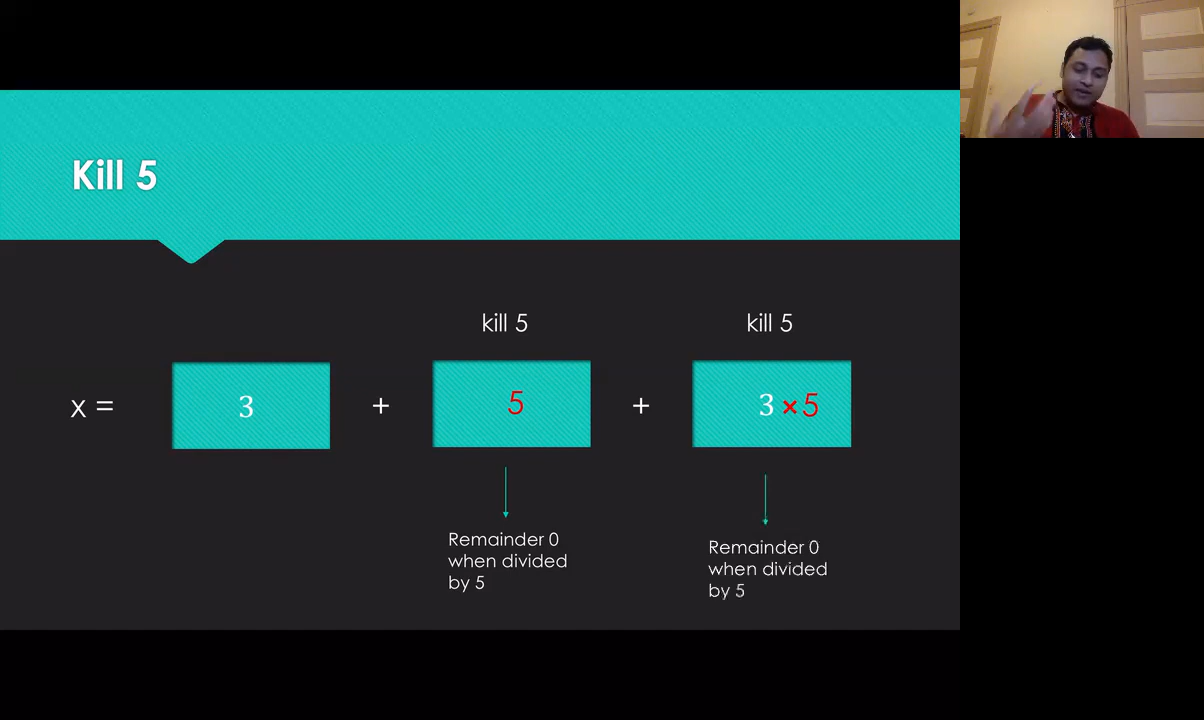 Kill 5
kill 5 kill 5
x = 3 + 5 + 3 × 5
Remainder 0
when divided
by 5
Remainder 0
when divided
by 5